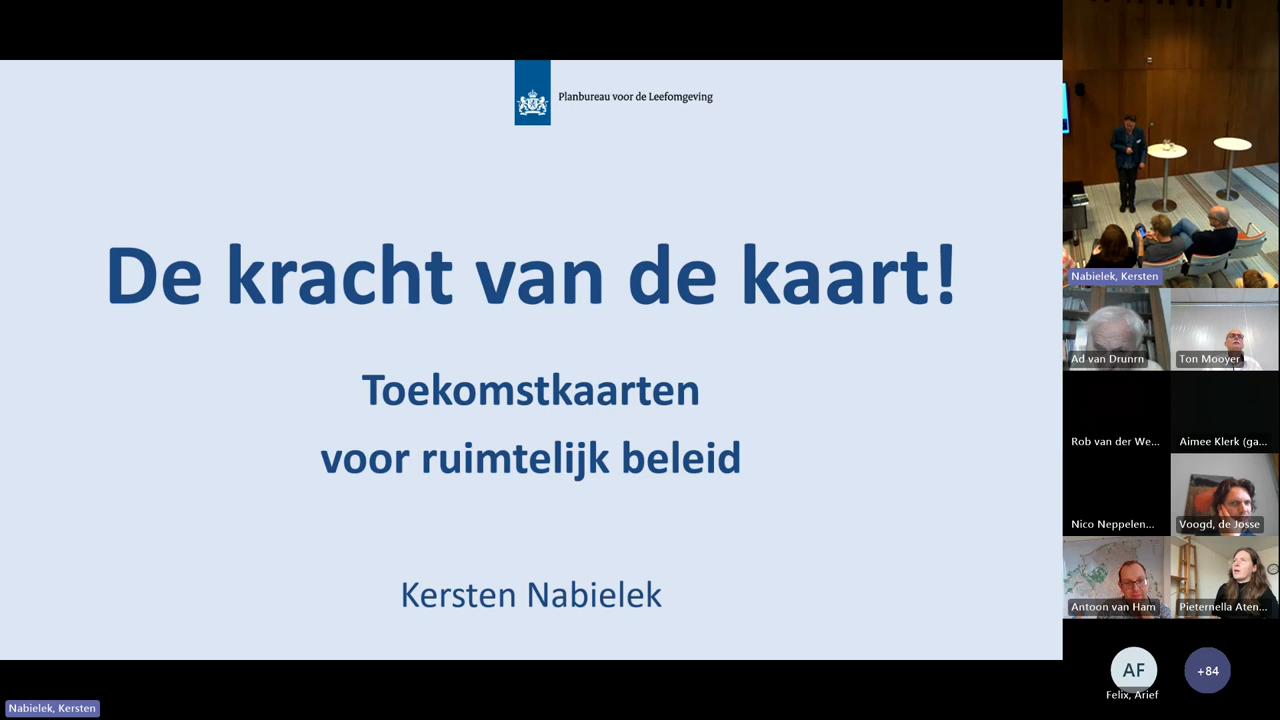 Planbureau voor de Leefomgeving
De kracht van de kaart!
Toekomstkaarten
voor ruimtelijk beleid
Kersten Nabielek
Nabielek, Kersten
Nabielek, Kersten
Ad van Drunrn
Ton Mooyer
Rob van der We...
Aimee Klerk (ga...
Nico Neppelen...
Voogd, de Josse
Antoon van Ham
Pieternella Aten...
AF
Felix, Arief
+84